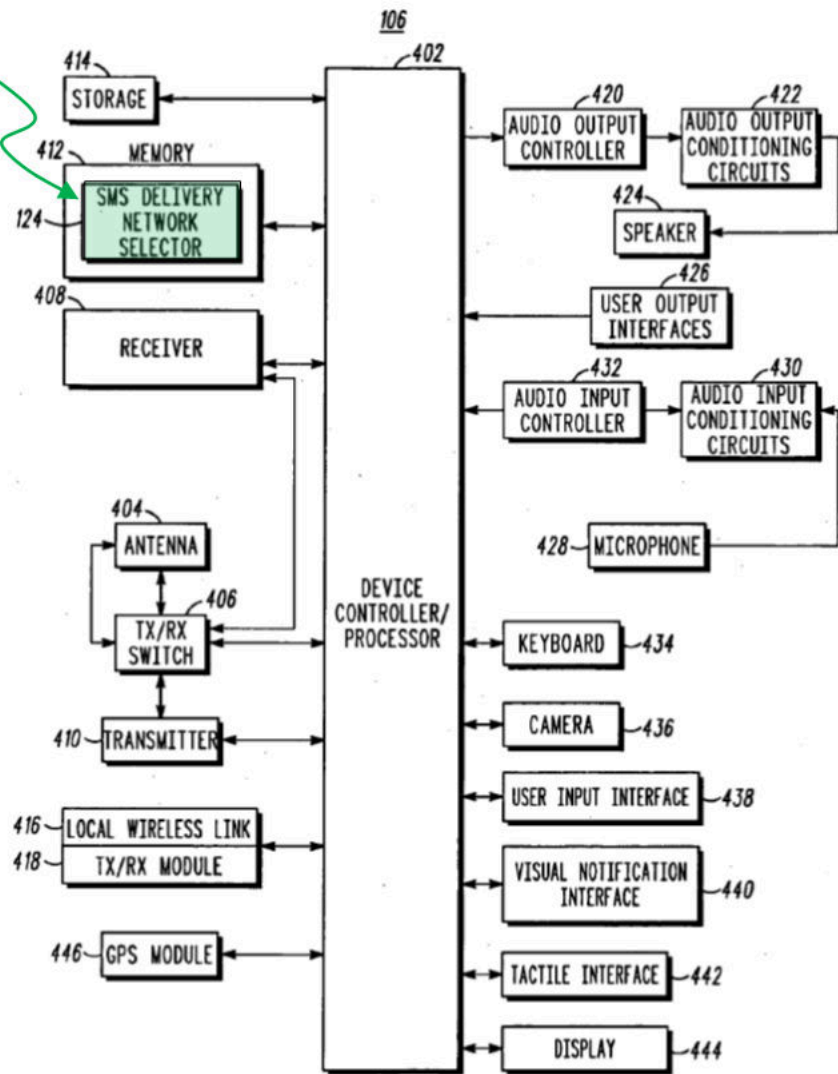 106
402
414
STORAGE
412
MEMORY
124
SMS DELIVERY
NETWORK
SELECTOR
408
RECEIVER
404
ANTENNA
406
TX/RX
SWITCH
410
TRANSMITTER
416
LOCAL WIRELESS LINK
418
TX/RX MODULE
446
GPS MODULE
DEVICE
CONTROLLER/
PROCESSOR
420
AUDIO OUTPUT
CONTROLLER
422
AUDIO OUTPUT
CONDITIONING
CIRCUITS
424
SPEAKER
426
USER OUTPUT
INTERFACES
432
AUDIO INPUT
CONTROLLER
430
AUDIO INPUT
CONDITIONING
CIRCUITS
428
MICROPHONE
KEYBOARD
434
CAMERA
436
USER INPUT INTERFACE
438
VISUAL NOTIFICATION
INTERFACE
440
TACTILE INTERFACE
442
DISPLAY
444